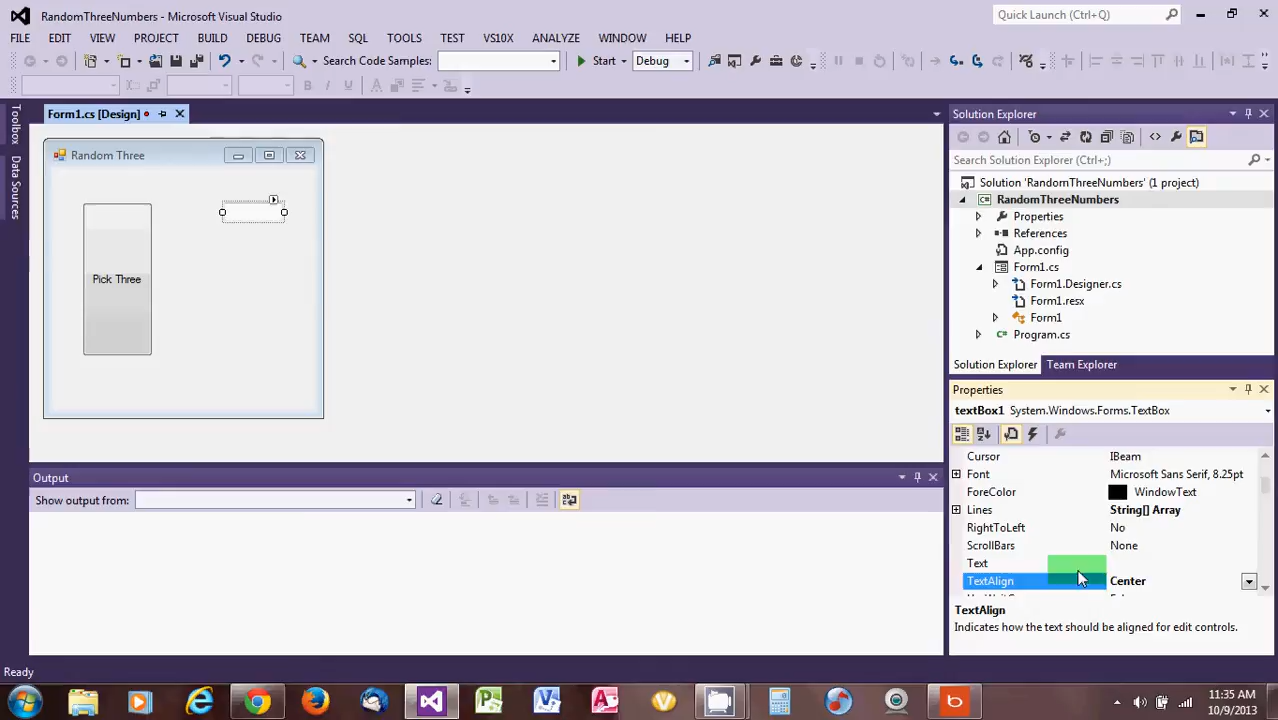 RandomThreeNumbers - Microsoft Visual Studio
Quick Launch (Ctrl+Q)
FILE EDIT VIEW PROJECT BUILD DEBUG TEAM SQL TOOLS TEST VS10X ANALYZE WINDOW HELP
Search Code Samples: Start Debug
Toolbox
Data Sources
Form1.cs [Design]
Random Three
Pick Three
Output
Show output from:
Solution Explorer
Search Solution Explorer (Ctrl+;)
Solution 'RandomThreeNumbers' (1 project)
RandomThreeNumbers
Properties
References
App.config
Form1.cs
Form1.Designer.cs
Form1.resx
Form1
Program.cs
Solution Explorer Team Explorer
Properties
textBox1 System.Windows.Forms.TextBox
Cursor IBeam
Font Microsoft Sans Serif, 8.25pt
ForeColor WindowText
Lines String[] Array
RightToLeft No
ScrollBars None
Text
TextAlign Center
TextAlign
Indicates how the text should be aligned for edit controls.
Ready
11:35 AM
10/9/2013